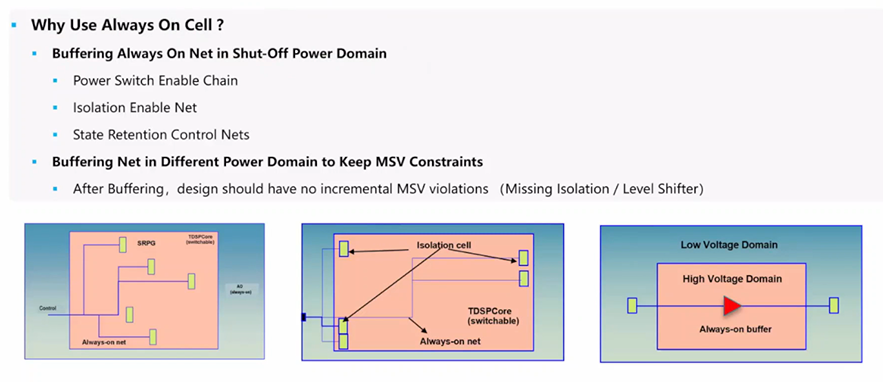 Why Use Always On Cell ?
Buffering Always On Net in Shut-Off Power Domain
Power Switch Enable Chain
Isolation Enable Net
State Retention Control Nets
Buffering Net in Different Power Domain to Keep MSV Constraints
After Buffering，design should have no incremental MSV violations （Missing Isolation / Level Shifter）
SRPG
TDSPCore
(switchable)
AO
(always-on)
Control
Always-on net
Isolation cell
TDSPCore
(switchable)
Always-on net
Low Voltage Domain
High Voltage Domain
Always-on buffer